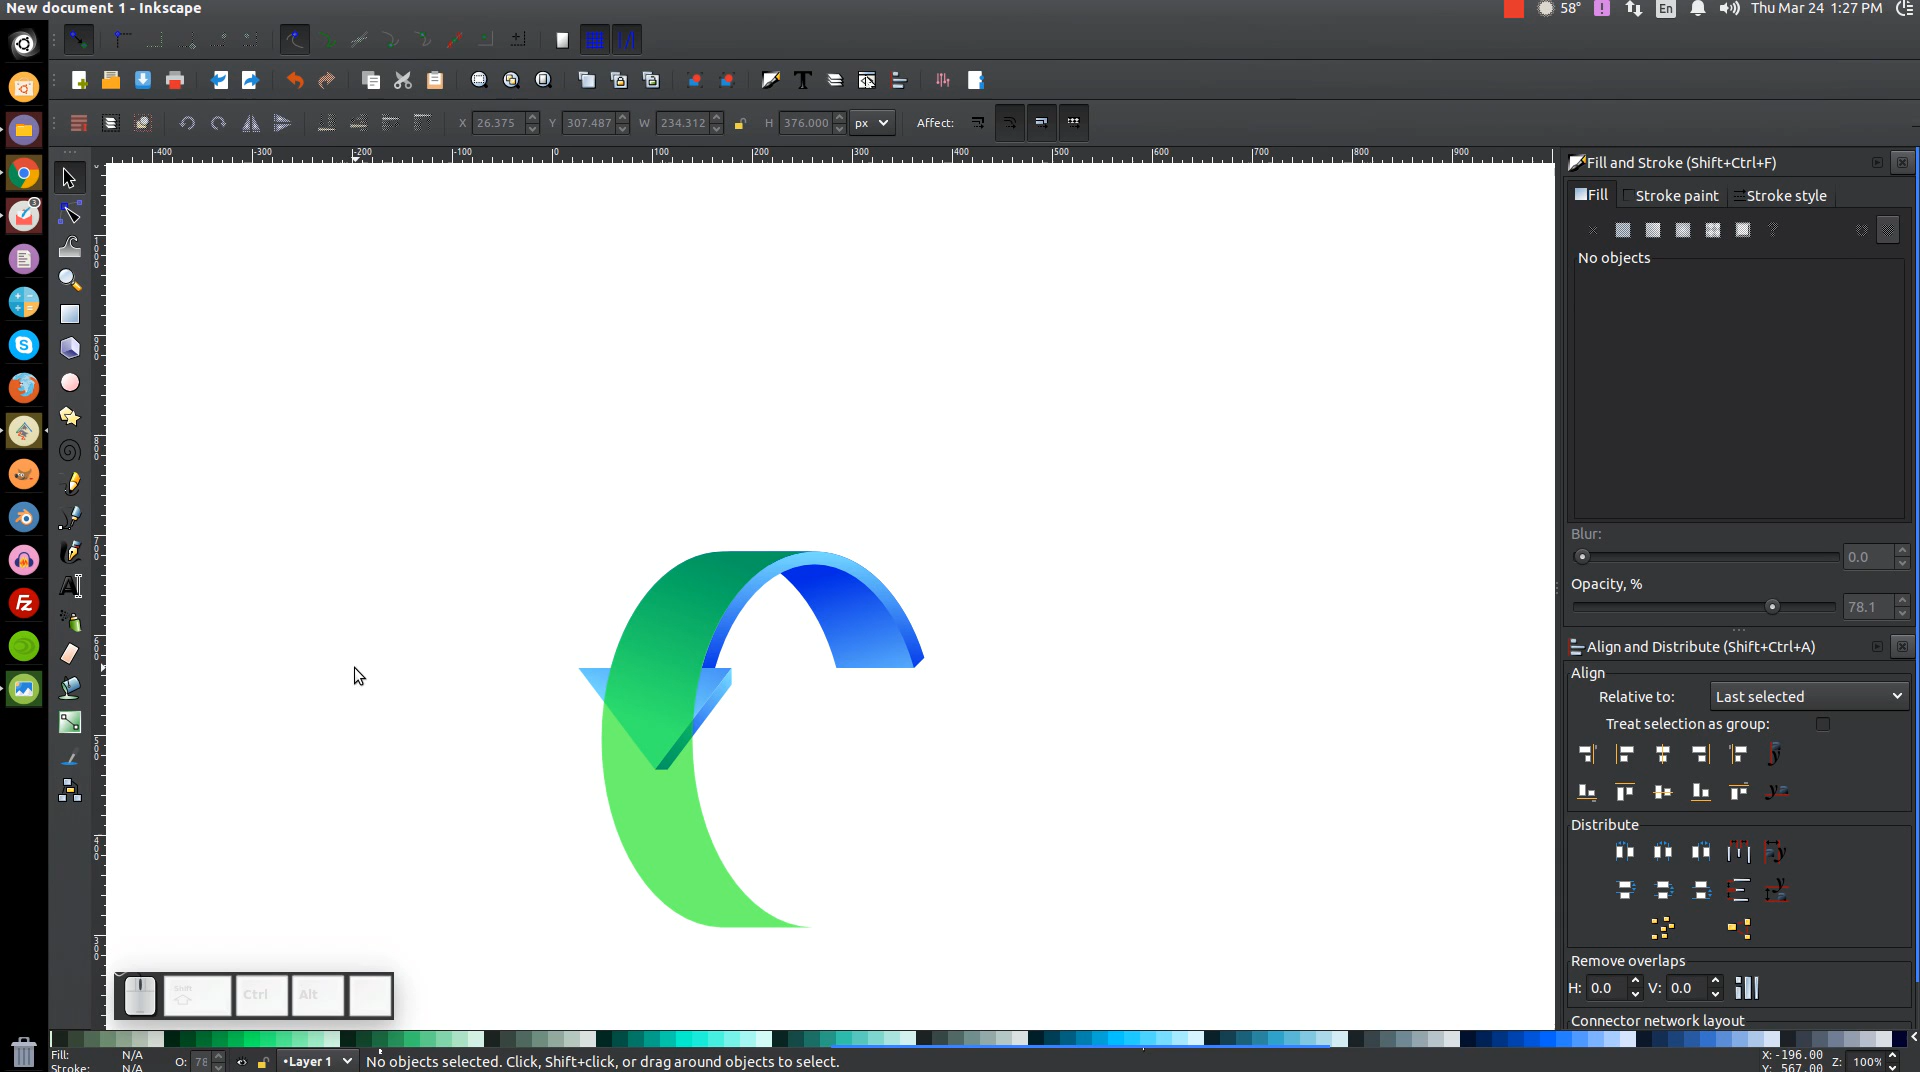 New document 1 - Inkscape
58° En Thu Mar 24 1:27 PM
X 26.375 Y 307.487 W 234.312 H 376.000 px Affect:
-400 -300 -200 -100 0 100 200 300 400 500 600 700 800 900
Fill and Stroke (Shift+Ctrl+F)
Fill Stroke paint Stroke style
No objects
Blur:
0.0
Opacity, %
78.1
Align and Distribute (Shift+Ctrl+A)
Align
Relative to: Last selected
Treat selection as group:
Distribute
Remove overlaps
H: 0.0 V: 0.0
Connector network layout
Shift Ctrl Alt
Fill: N/A O: 78 •Layer 1 No objects selected. Click, Shift+click, or drag around objects to select. X:-196.00 Z: 100%
Stroke: N/A Y: 567.00